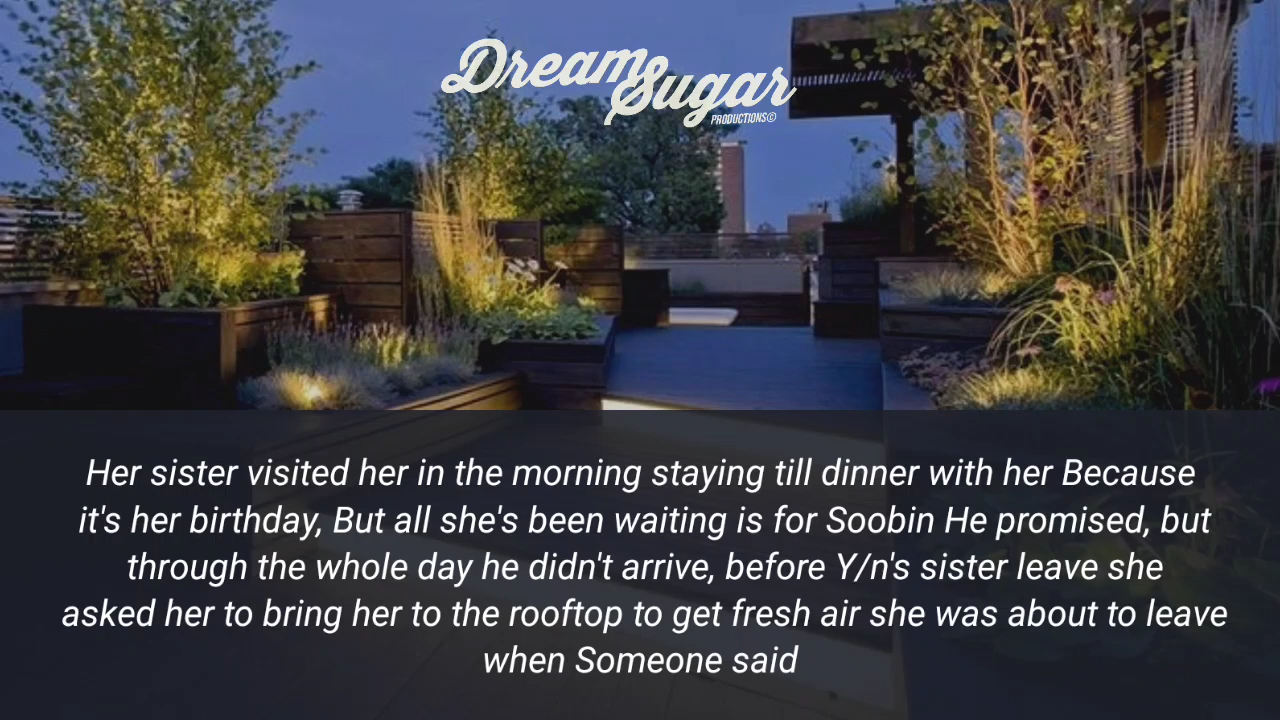 Dream Sugar
PRODUCTIONS©
Her sister visited her in the morning staying till dinner with her Because
it's her birthday, But all she's been waiting is for Soobin He promised, but
through the whole day he didn't arrive, before Y/n's sister leave she
asked her to bring her to the rooftop to get fresh air she was about to leave
when Someone said